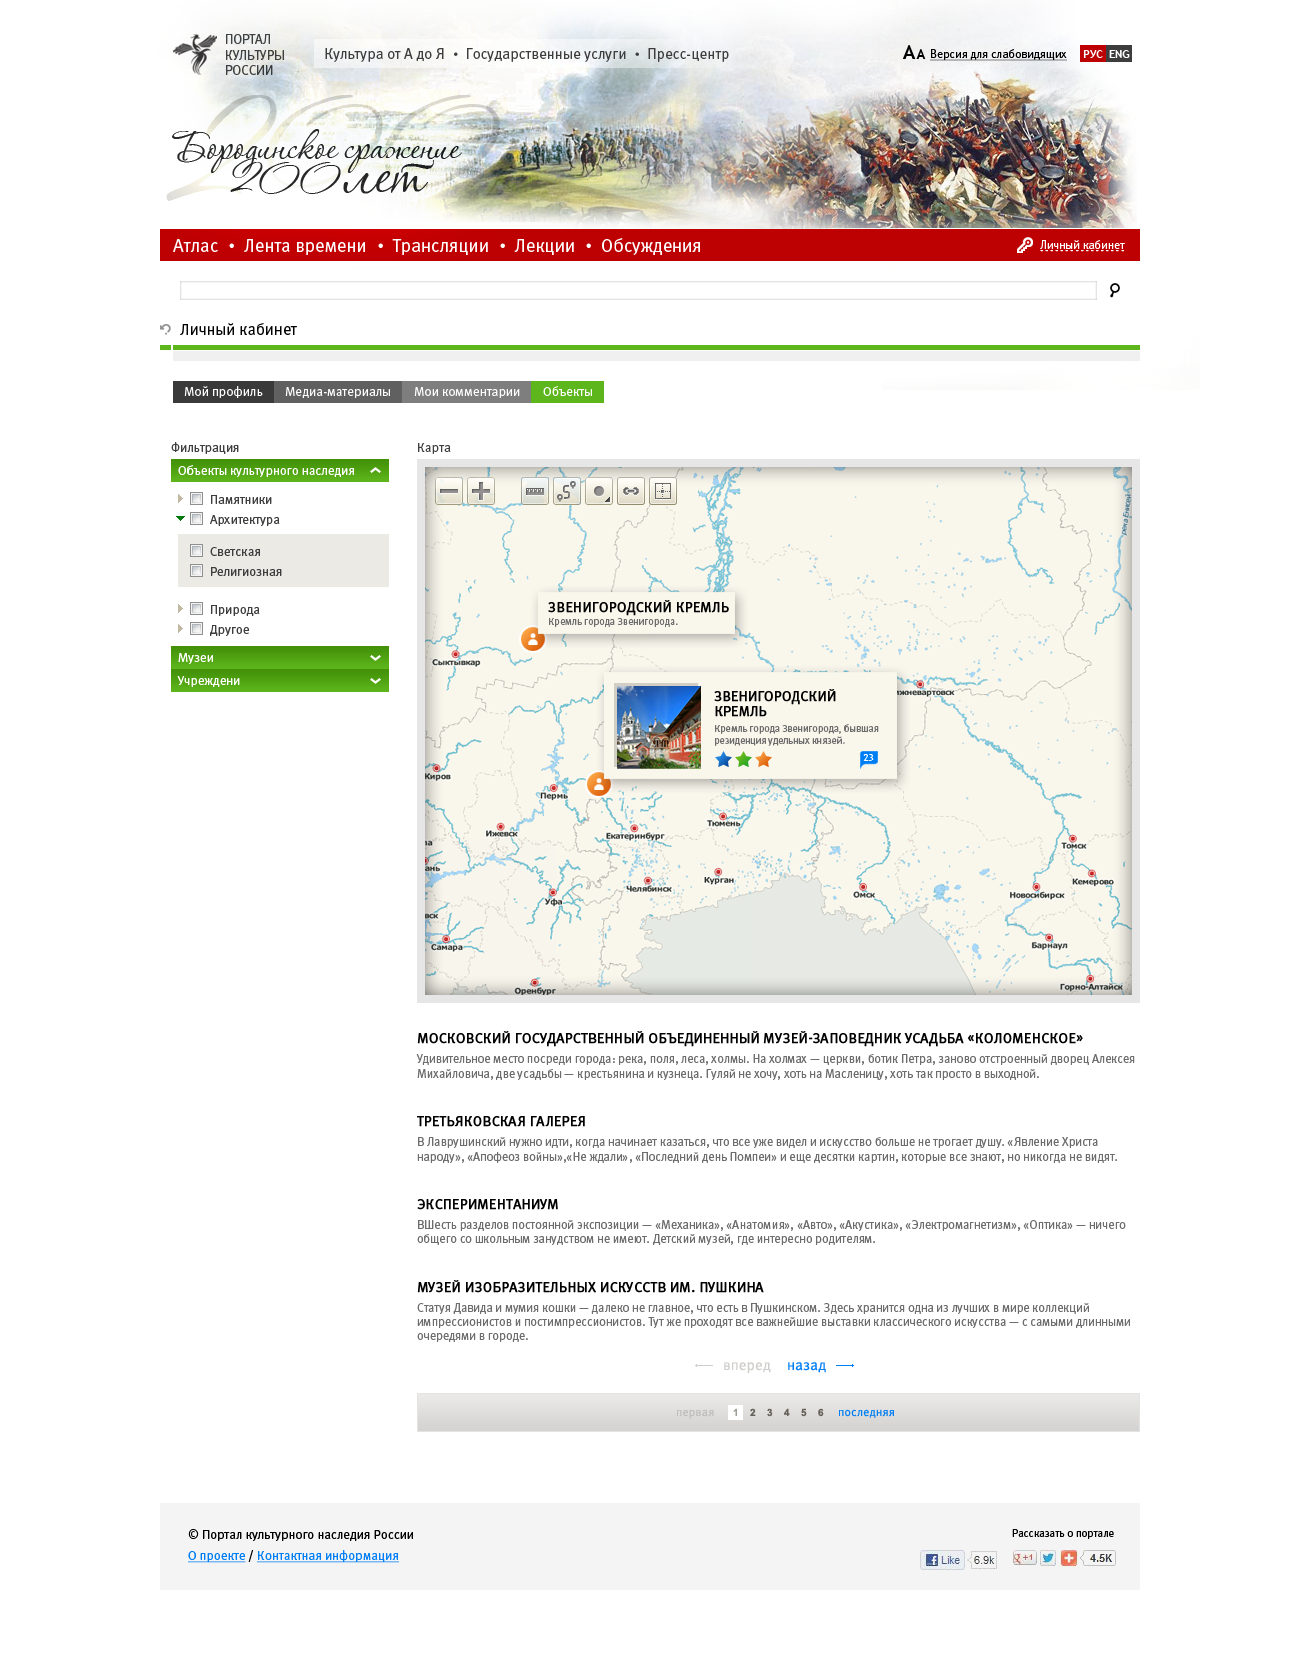 ПОРТАЛ
КУЛЬТУРЫ
РОССИИ
Культура от А до Я • Государственные услуги • Пресс-центр
АА Версия для слабовидящих
РУС ENG
200
Бородинское сражение
200 лет
Атлас • Лента времени • Трансляции • Лекции • Обсуждения
Личный кабинет
Личный кабинет
Мой профиль
Медиа-материалы
Мои комментарии
Объекты
Фильтрация
Объекты культурного наследия
Памятники
Архитектура
Светская
Религиозная
Природа
Другое
Музеи
Учреждени
Карта
река Енисей
ЗВЕНИГОРОДСКИЙ КРЕМЛЬ
Кремль города Звенигорода.
Сыктывкар
ижневартовск
ЗВЕНИГОРОДСКИЙ
КРЕМЛЬ
Кремль города Звенигорода, бывшая
резиденция удельных князей.
23
Киров
Пермь
Ижевск
Екатеринбург
Тюмень
ва
ань
Томск
Челябинск
Курган
Омск
Кемерово
Новосибирск
Уфа
вск
Самара
Барнаул
Оренбург
Горно-Алтайск
МОСКОВСКИЙ ГОСУДАРСТВЕННЫЙ ОБЪЕДИНЕННЫЙ МУЗЕЙ-ЗАПОВЕДНИК УСАДЬБА «КОЛОМЕНСКОЕ»
Удивительное место посреди города: река, поля, леса, холмы. На холмах — церкви, ботик Петра, заново отстроенный дворец Алексея
Михайловича, две усадьбы — крестьянина и кузнеца. Гуляй не хочу, хоть на Масленицу, хоть так просто в выходной.
ТРЕТЬЯКОВСКАЯ ГАЛЕРЕЯ
В Лаврушинский нужно идти, когда начинает казаться, что все уже видел и искусство больше не трогает душу. «Явление Христа
народу», «Апофеоз войны»,«Не ждали», «Последний день Помпеи» и еще десятки картин, которые все знают, но никогда не видят.
ЭКСПЕРИМЕНТАНИУМ
ВШесть разделов постоянной экспозиции — «Механика», «Анатомия», «Авто», «Акустика», «Электромагнетизм», «Оптика» — ничего
общего со школьным занудством не имеют. Детский музей, где интересно родителям.
МУЗЕЙ ИЗОБРАЗИТЕЛЬНЫХ ИСКУССТВ ИМ. ПУШКИНА
Статуя Давида и мумия кошки — далеко не главное, что есть в Пушкинском. Здесь хранится одна из лучших в мире коллекций
импрессионистов и постимпрессионистов. Тут же проходят все важнейшие выставки классического искусства — с самыми длинными
очередями в городе.
вперед назад
первая 1 2 3 4 5 6 последняя
© Портал культурного наследия России
О проекте / Контактная информация
Рассказать о портале
Like 6.9k
g +1
4.5K